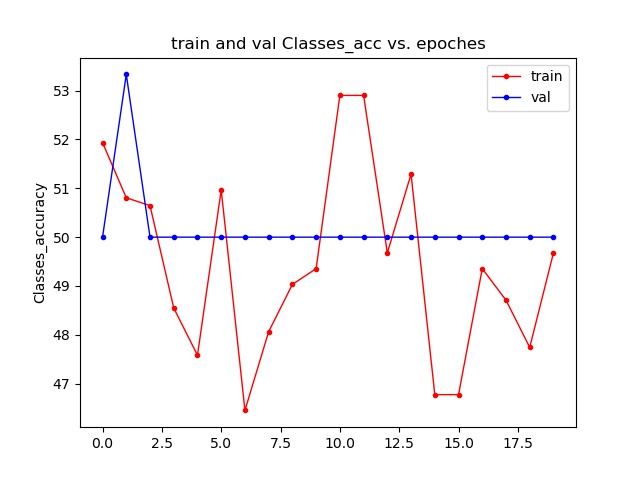 train and val Classes_acc vs. epoches
train
val
Classes_accuracy
53
52
51
50
49
48
47
0.0 2.5 5.0 7.5 10.0 12.5 15.0 17.5